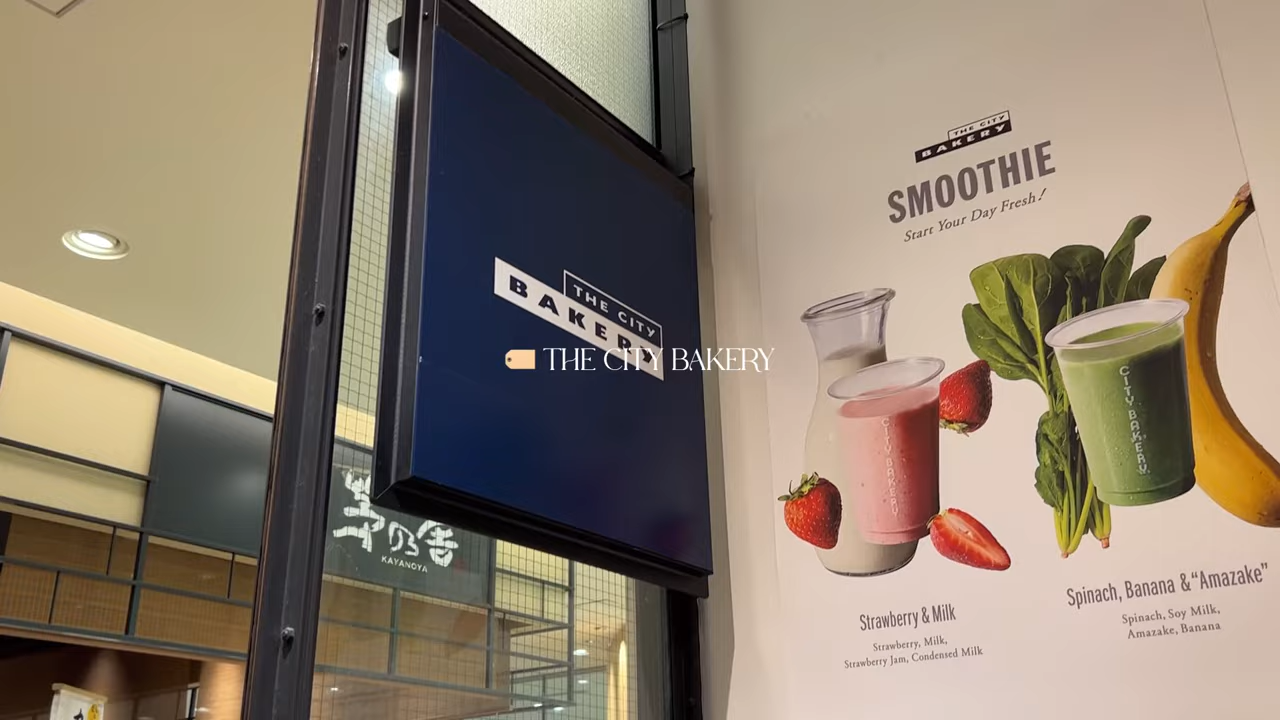 THE CITY
BAKERY
THE CITY BAKERY
茅乃舎
KAYANOYA
THE CITY
BAKERY
SMOOTHIE
Start Your Day Fresh!
CITY BAKERY
CITY BAKERY
Strawberry & Milk
Strawberry, Milk,
Strawberry Jam, Condensed Milk
Spinach, Banana & “Amazake”
Spinach, Soy Milk,
Amazake, Banana